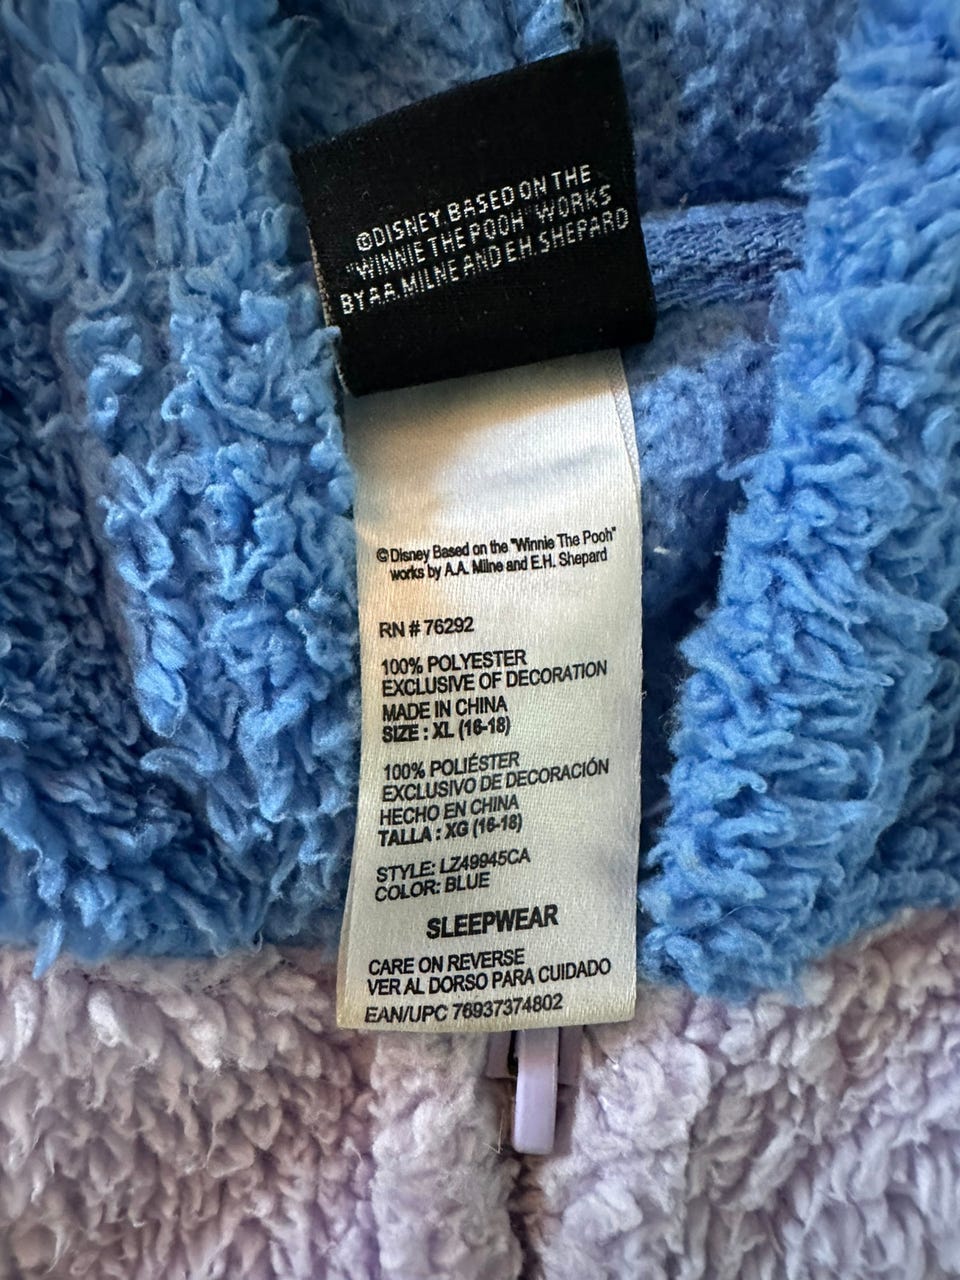 ©DISNEY. BASED ON THE
"WINNIE THE POOH" WORKS
BY A.A. MILNE AND E.H. SHEPARD
© Disney Based on the "Winnie The Pooh"
works by A.A. Milne and E.H. Shepard
RN # 76292
100% POLYESTER
EXCLUSIVE OF DECORATION
MADE IN CHINA
SIZE : XL (16-18)
100% POLIÉSTER
EXCLUSIVO DE DECORACIÓN
HECHO EN CHINA
TALLA : XG (16-18)
STYLE: LZ49945CA
COLOR: BLUE
SLEEPWEAR
CARE ON REVERSE
VER AL DORSO PARA CUIDADO
EAN/UPC 76937374802